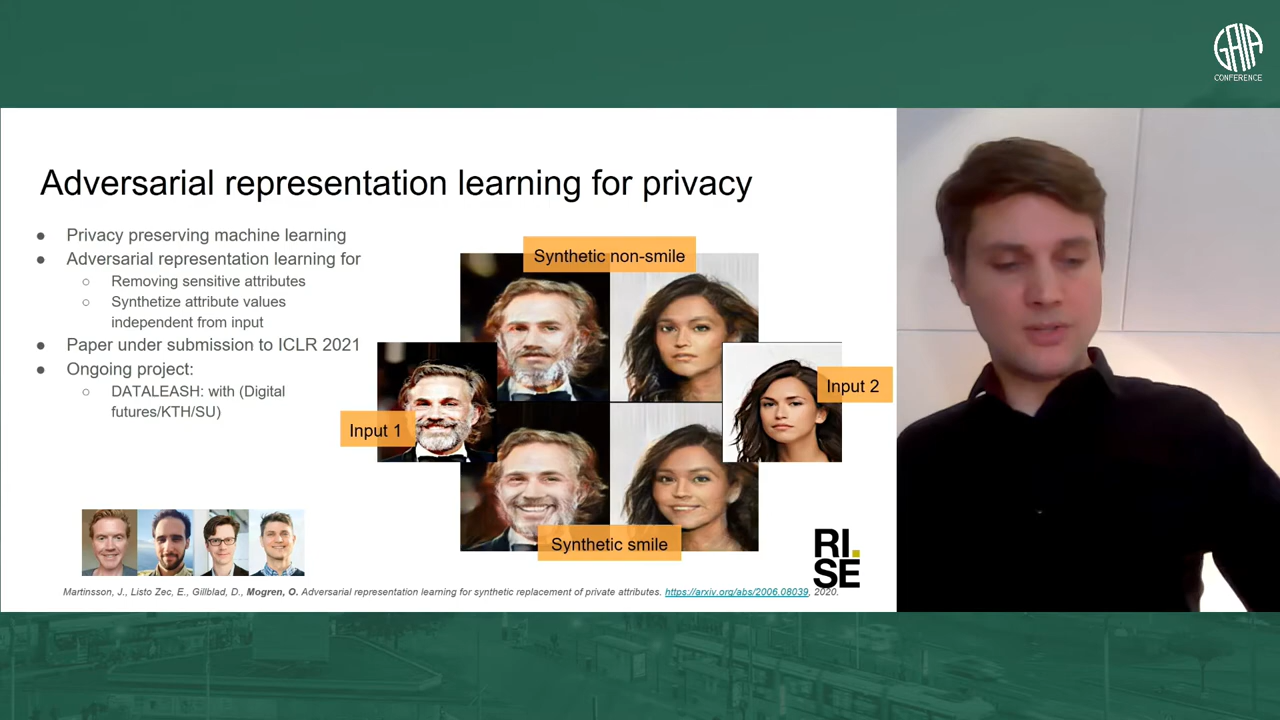 GAIA
CONFERENCE
Adversarial representation learning for privacy
● Privacy preserving machine learning
● Adversarial representation learning for
○ Removing sensitive attributes
○ Synthetize attribute values
independent from input
● Paper under submission to ICLR 2021
● Ongoing project:
○ DATALEASH: with (Digital
futures/KTH/SU)
Synthetic non-smile
Input 1
Input 2
Synthetic smile
RI.
SE
Martinsson, J., Listo Zec, E., Gillblad, D., Mogren, O. Adversarial representation learning for synthetic replacement of private attributes. https://arxiv.org/abs/2006.08039, 2020.